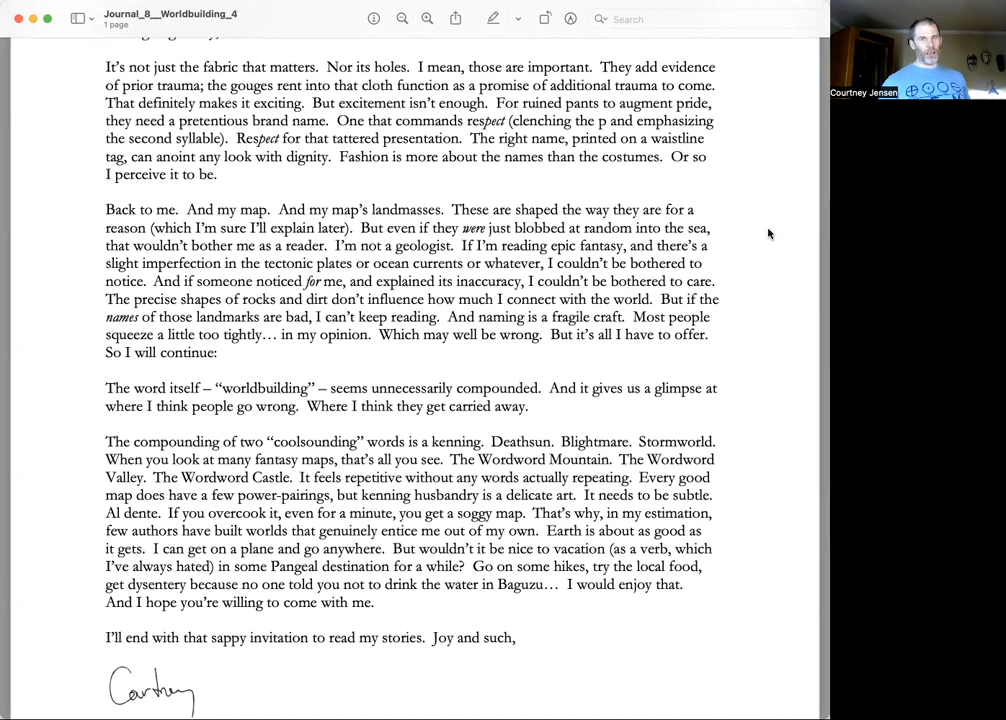 Journal_8__Worldbuilding_4
1 page
Search
Courtney Jensen
It's not just the fabric that matters. Nor its holes. I mean, those are important. They add evidence
of prior trauma; the gouges rent into that cloth function as a promise of additional trauma to come.
That definitely makes it exciting. But excitement isn't enough. For ruined pants to augment pride,
they need a pretentious brand name. One that commands respect (clenching the p and emphasizing
the second syllable). Respect for that tattered presentation. The right name, printed on a waistline
tag, can anoint any look with dignity. Fashion is more about the names than the costumes. Or so
I perceive it to be.
Back to me. And my map. And my map's landmasses. These are shaped the way they are for a
reason (which I'm sure I'll explain later). But even if they were just blobbed at random into the sea,
that wouldn't bother me as a reader. I'm not a geologist. If I'm reading epic fantasy, and there's a
slight imperfection in the tectonic plates or ocean currents or whatever, I couldn't be bothered to
notice. And if someone noticed for me, and explained its inaccuracy, I couldn't be bothered to care.
The precise shapes of rocks and dirt don't influence how much I connect with the world. But if the
names of those landmarks are bad, I can't keep reading. And naming is a fragile craft. Most people
squeeze a little too tightly… in my opinion. Which may well be wrong. But it's all I have to offer.
So I will continue:
The word itself – “worldbuilding” – seems unnecessarily compounded. And it gives us a glimpse at
where I think people go wrong. Where I think they get carried away.
The compounding of two “coolsounding” words is a kenning. Deathsun. Blightmare. Stormworld.
When you look at many fantasy maps, that's all you see. The Wordword Mountain. The Wordword
Valley. The Wordword Castle. It feels repetitive without any words actually repeating. Every good
map does have a few power-pairings, but kenning husbandry is a delicate art. It needs to be subtle.
Al dente. If you overcook it, even for a minute, you get a soggy map. That's why, in my estimation,
few authors have built worlds that genuinely entice me out of my own. Earth is about as good as
it gets. I can get on a plane and go anywhere. But wouldn't it be nice to vacation (as a verb, which
I've always hated) in some Pangeal destination for a while? Go on some hikes, try the local food,
get dysentery because no one told you not to drink the water in Baguzu… I would enjoy that.
And I hope you're willing to come with me.
I'll end with that sappy invitation to read my stories. Joy and such,
Courtney